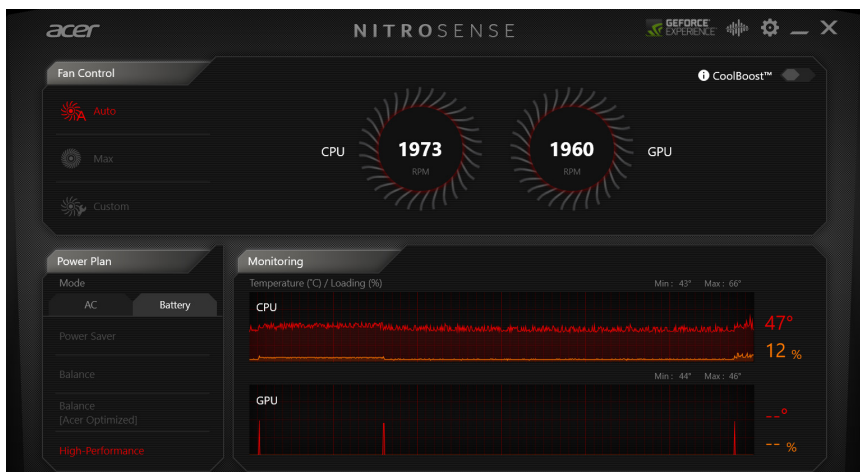 acer
NITROSENSE
GEFORCE
EXPERIENCE
Fan Control
CoolBoost™
Auto
Max
Custom
CPU
1973
RPM
1960
RPM
GPU
Power Plan
Mode
AC
Battery
Power Saver
Balance
Balance
[Acer Optimized]
High-Performance
Monitoring
Temperature (°C) / Loading (%)
Min : 43° Max : 66°
CPU
47°
12 %
Min : 44° Max : 46°
GPU
--°
-- %